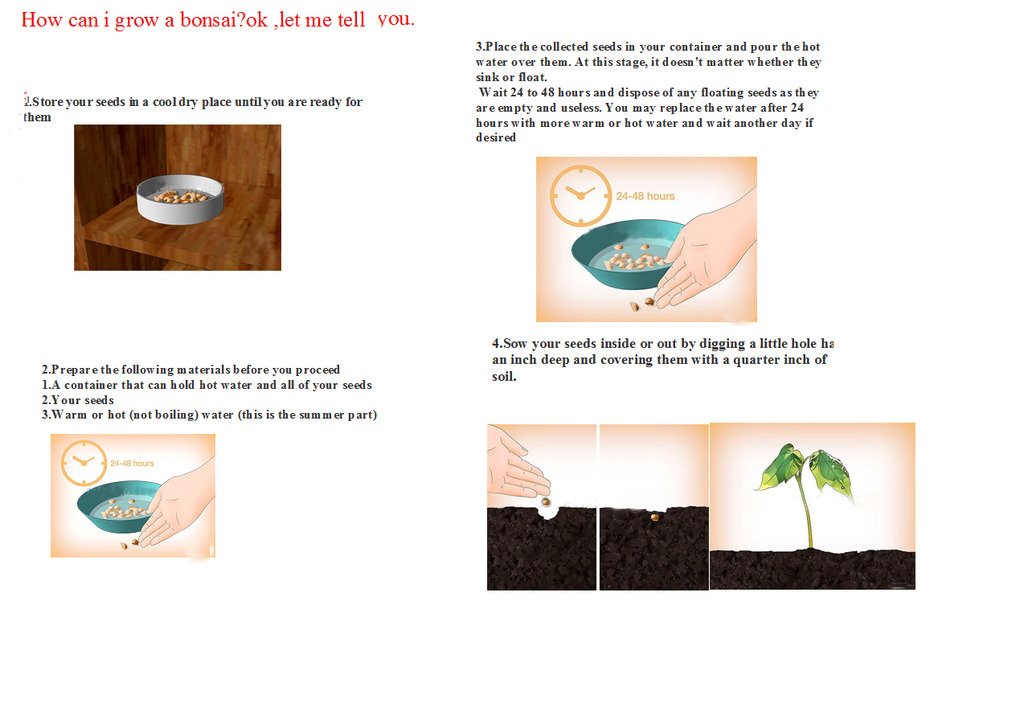 How can i grow a bonsai?ok ,let me tell you.
1.Store your seeds in a cool dry place until you are ready for
them
2.Prepare the following materials before you proceed
1.A container that can hold hot water and all of your seeds
2.Your seeds
3.Warm or hot (not boiling) water (this is the summer part)
24-48 hours
3.Place the collected seeds in your container and pour the hot
water over them. At this stage, it doesn't matter whether they
sink or float.
Wait 24 to 48 hours and dispose of any floating seeds as they
are empty and useless. You may replace the water after 24
hours with more warm or hot water and wait another day if
desired
24-48 hours
4.Sow your seeds inside or out by digging a little hole ha
an inch deep and covering them with a quarter inch of
soil.